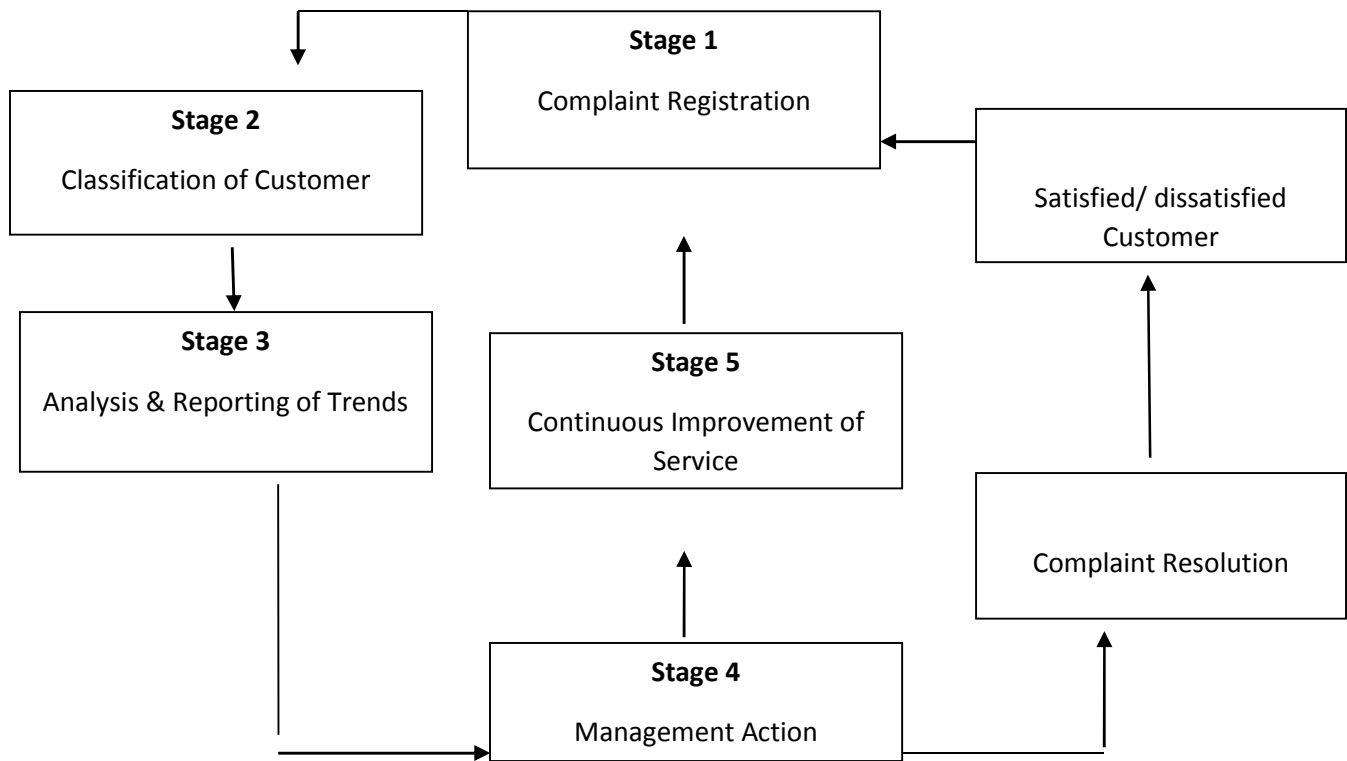 Stage 1
Complaint Registration
Stage 2
Classification of Customer
Satisfied/ dissatisfied
Customer
Stage 3
Analysis & Reporting of Trends
Stage 5
Continuous Improvement of
Service
Complaint Resolution
Stage 4
Management Action